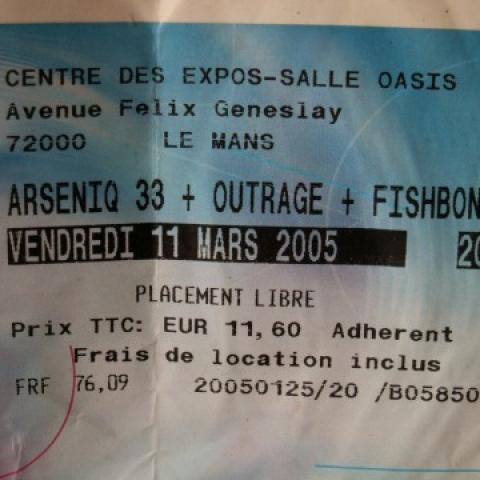 CENTRE DES EXPOS-SALLE OASIS
Avenue Felix Geneslay
72000 LE MANS
ARSENIQ 33 + OUTRAGE + FISHBON
VENDREDI 11 MARS 2005 20
PLACEMENT LIBRE
Prix TTC: EUR 11,60 Adherent
Frais de location inclus
FRF 76,09 20050125/20 /B05850